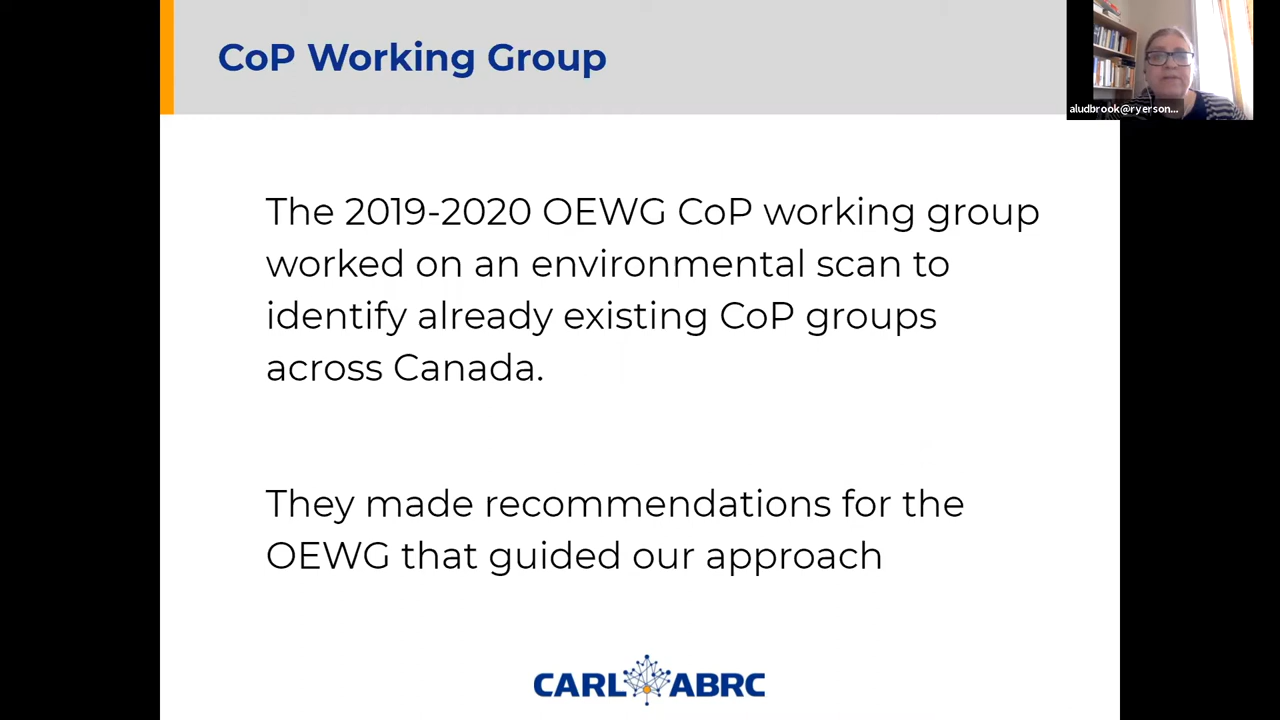 CoP Working Group
aludbrook@ryerson...
The 2019-2020 OEWG CoP working group
worked on an environmental scan to
identify already existing CoP groups
across Canada.
They made recommendations for the
OEWG that guided our approach
CARL ABRC